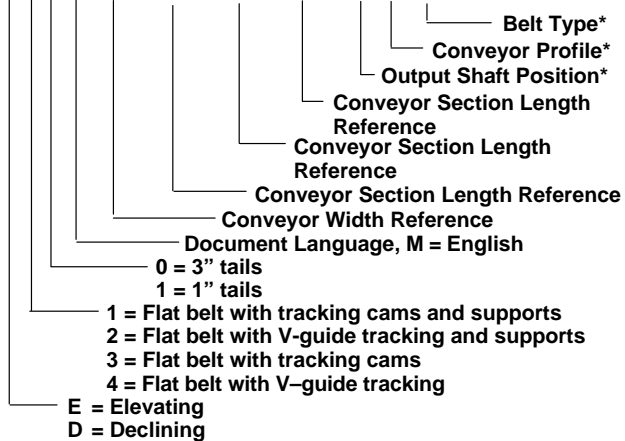 Belt Type*
Conveyor Profile*
Output Shaft Position*
Conveyor Section Length
Reference
Conveyor Section Length
Reference
Conveyor Section Length Reference
Conveyor Width Reference
Document Language, M = English
0 = 3” tails
1 = 1” tails
1 = Flat belt with tracking cams and supports
2 = Flat belt with V-guide tracking and supports
3 = Flat belt with tracking cams
4 = Flat belt with V–guide tracking
E = Elevating
D = Declining